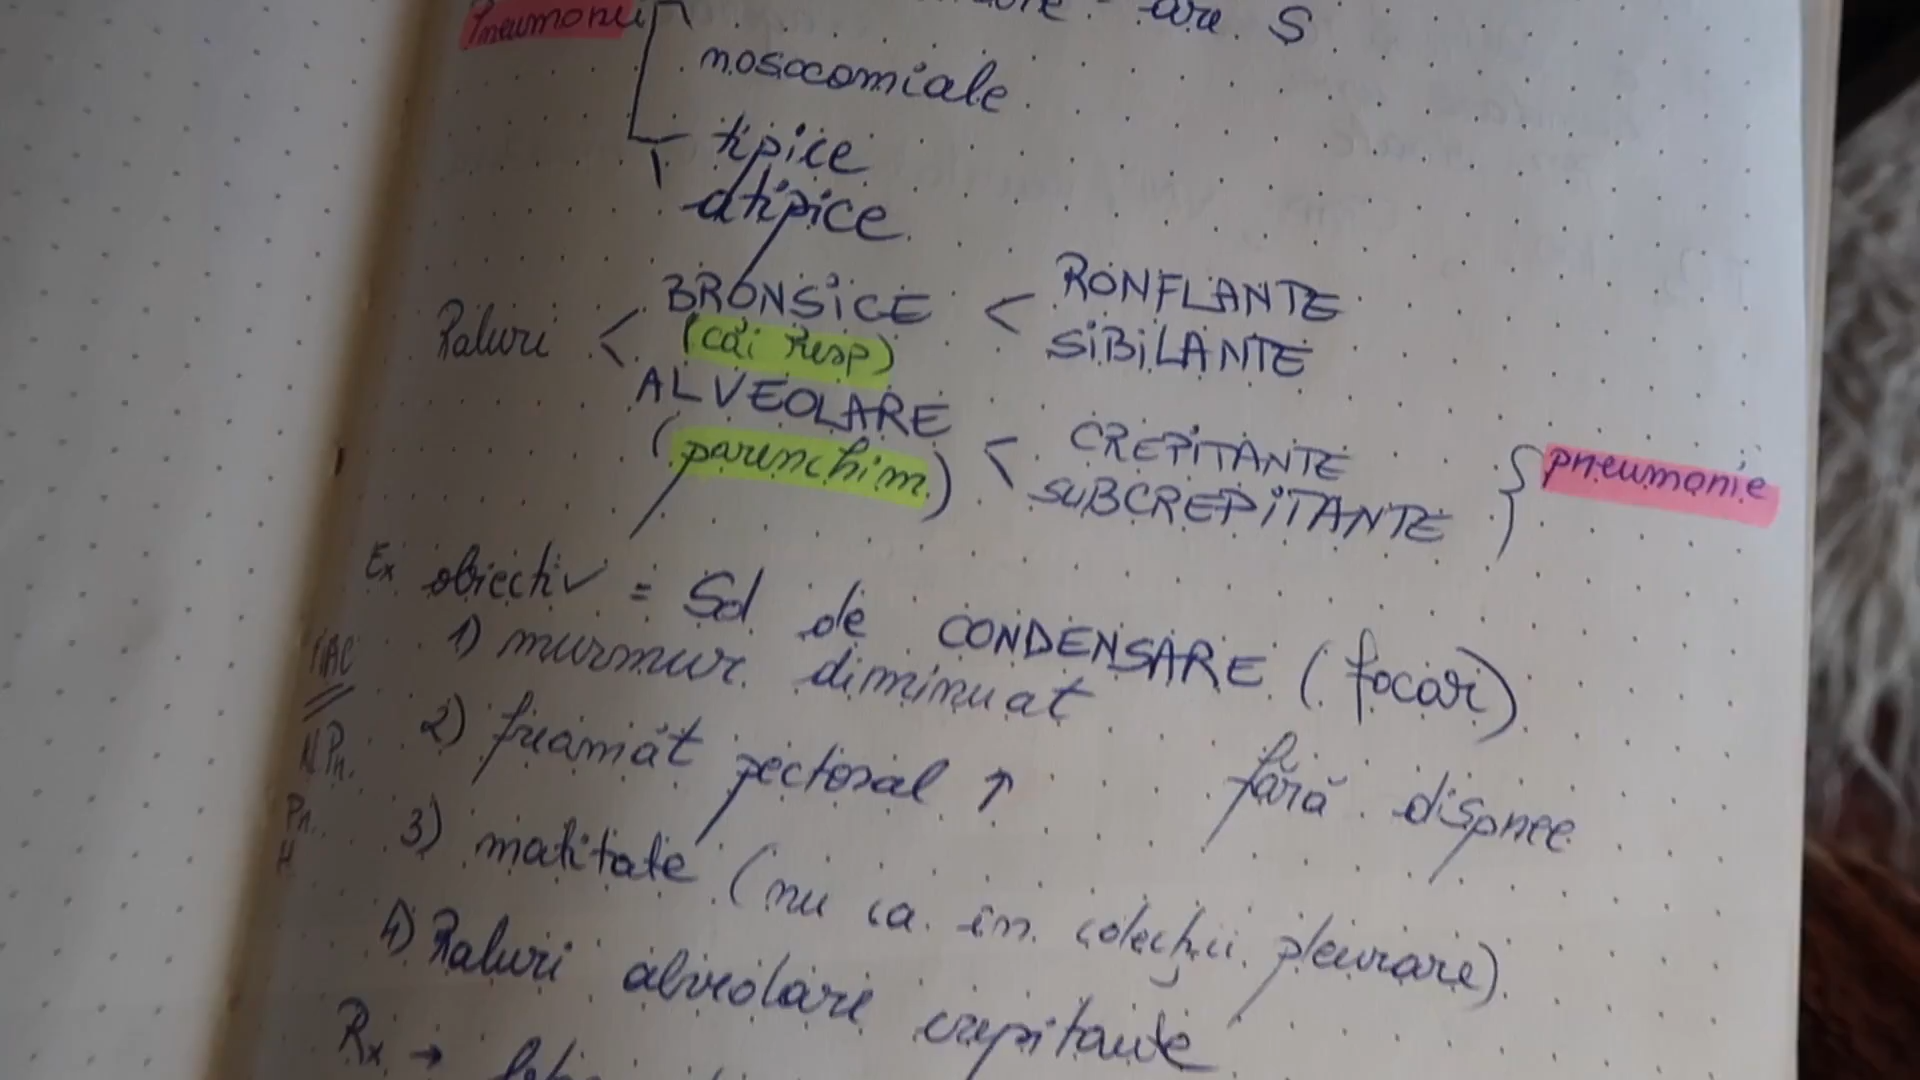 Pneumonii
are S
nosocomiale
tipice
atipice
Raluri < BRONSiCE < RONFLANTE
(căi resp) SiBiLANTE
ALVEOLARE < CREPiTANTE } pneumonie
(parenchim) SUBCREPiTANTE
Ex obiectiv = Sd de CONDENSARE (focar)
1) murmur diminuat
2) freamăt pectoral ↑ fără dispnee
3) matitate (nu ca în colecții pleurare)
4) Raluri alveolare crepitante
Rx →